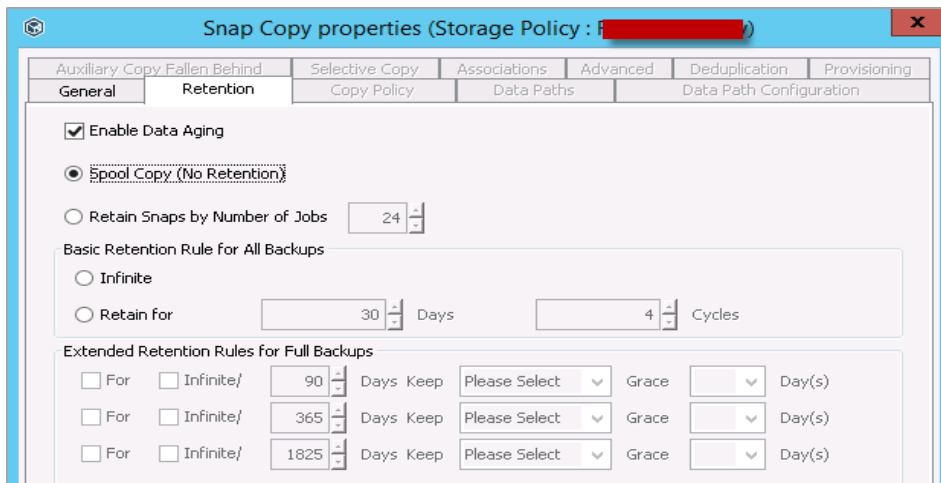 Snap Copy properties (Storage Policy : y)
x
Auxiliary Copy Fallen Behind Selective Copy Associations Advanced Deduplication Provisioning
General Retention Copy Policy Data Paths Data Path Configuration
Enable Data Aging
Spool Copy (No Retention)
Retain Snaps by Number of Jobs 24
Basic Retention Rule for All Backups
Infinite
Retain for 30 Days 4 Cycles
Extended Retention Rules for Full Backups
For Infinite/ 90 Days Keep Please Select Grace Day(s)
For Infinite/ 365 Days Keep Please Select Grace Day(s)
For Infinite/ 1825 Days Keep Please Select Grace Day(s)